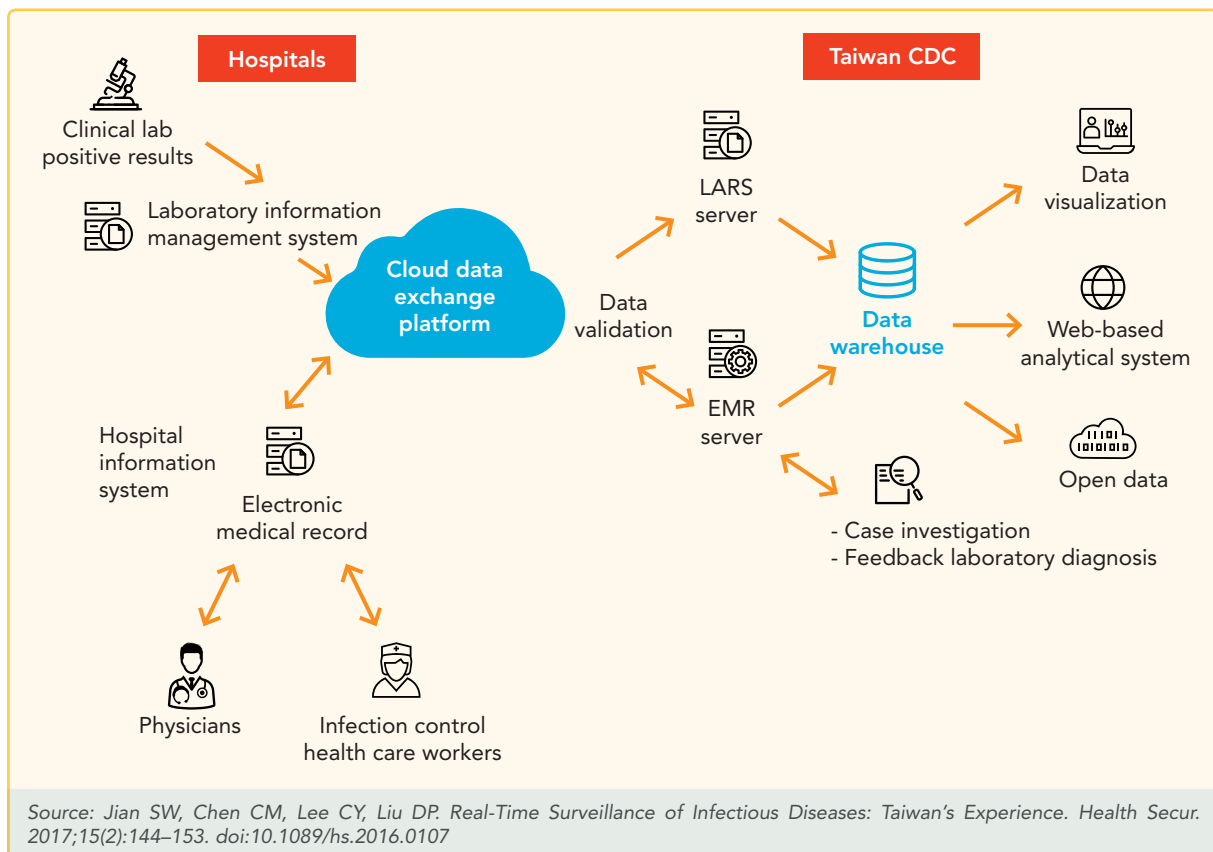 Hospitals
Taiwan CDC
Clinical lab
positive results
Laboratory information
management system
Cloud data
exchange
platform
Data
validation
LARS
server
EMR
server
Data
warehouse
Data
visualization
Web-based
analytical system
Open data
- Case investigation
- Feedback laboratory diagnosis
Hospital
information
system
Electronic
medical record
Physicians
Infection control
health care workers
Source: Jian SW, Chen CM, Lee CY, Liu DP. Real-Time Surveillance of Infectious Diseases: Taiwan's Experience. Health Secur.
2017;15(2):144–153. doi:10.1089/hs.2016.0107